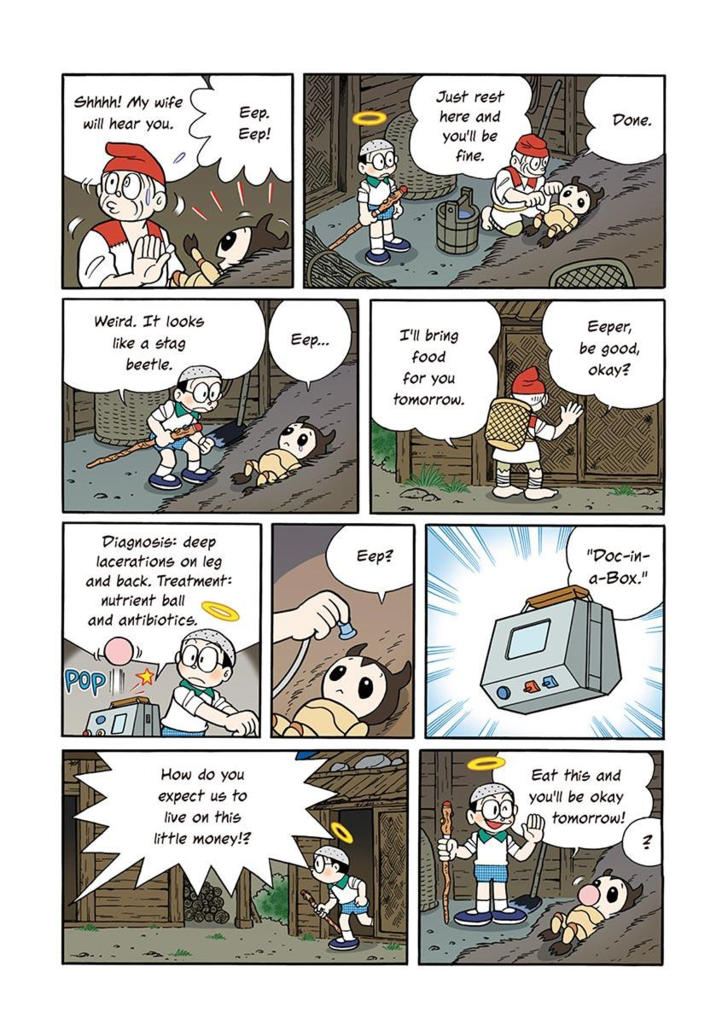 Done.
Just rest
here and
you'll be
fine.
Eep.
Eep!
Shhhh! My wife
will hear you.
Eeper,
be good,
okay?
I'll bring
food
for you
tomorrow.
Eep...
Weird. It looks
like a stag
beetle.
"Doc-in-
a-Box."
Eep?
Diagnosis: deep
lacerations on leg
and back. Treatment:
nutrient ball
and antibiotics.
POP
Eat this and
you'll be okay
tomorrow!
?
How do you
expect us to
live on this
little money!?